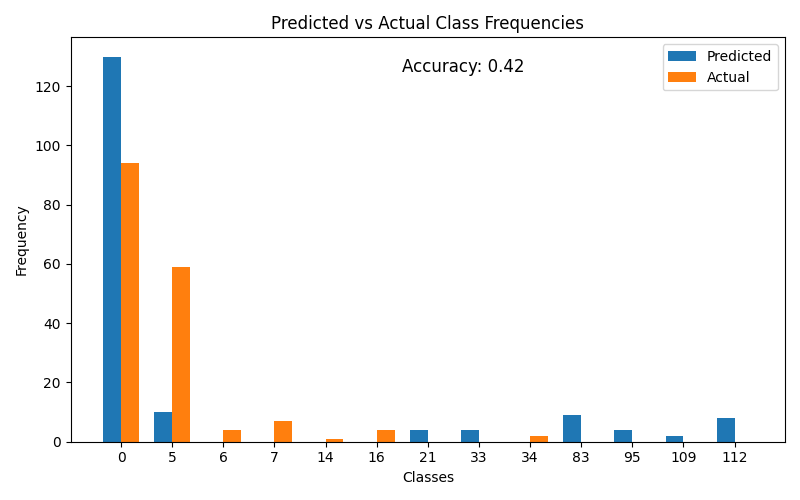 Predicted vs Actual Class Frequencies
Accuracy: 0.42
Predicted
Actual
Frequency
120
100
80
60
40
20
0
0 5 6 7 14 16 21 33 34 83 95 109 112
Classes